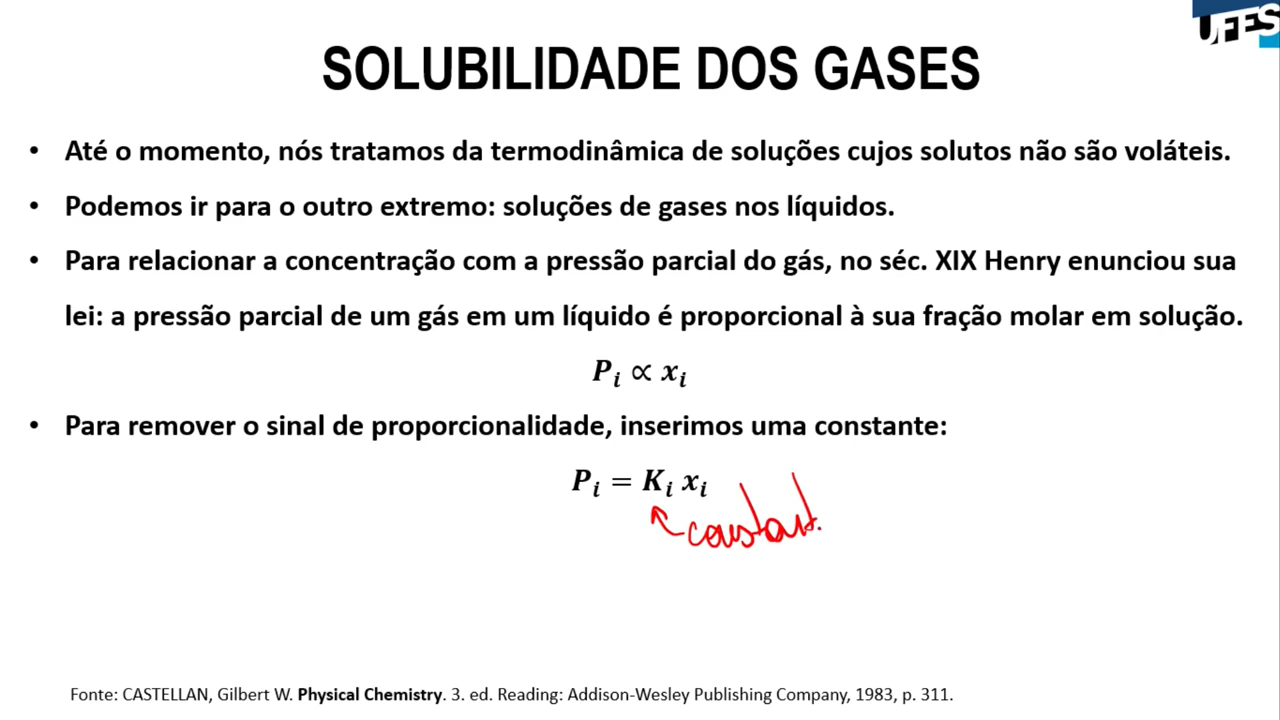 UFES
SOLUBILIDADE DOS GASES
• Até o momento, nós tratamos da termodinâmica de soluções cujos solutos não são voláteis.
• Podemos ir para o outro extremo: soluções de gases nos líquidos.
• Para relacionar a concentração com a pressão parcial do gás, no séc. XIX Henry enunciou sua
lei: a pressão parcial de um gás em um líquido é proporcional à sua fração molar em solução.
Pᵢ ∝ xᵢ
• Para remover o sinal de proporcionalidade, inserimos uma constante:
Pᵢ = Kᵢ xᵢ
Fonte: CASTELLAN, Gilbert W. Physical Chemistry. 3. ed. Reading: Addison-Wesley Publishing Company, 1983, p. 311.